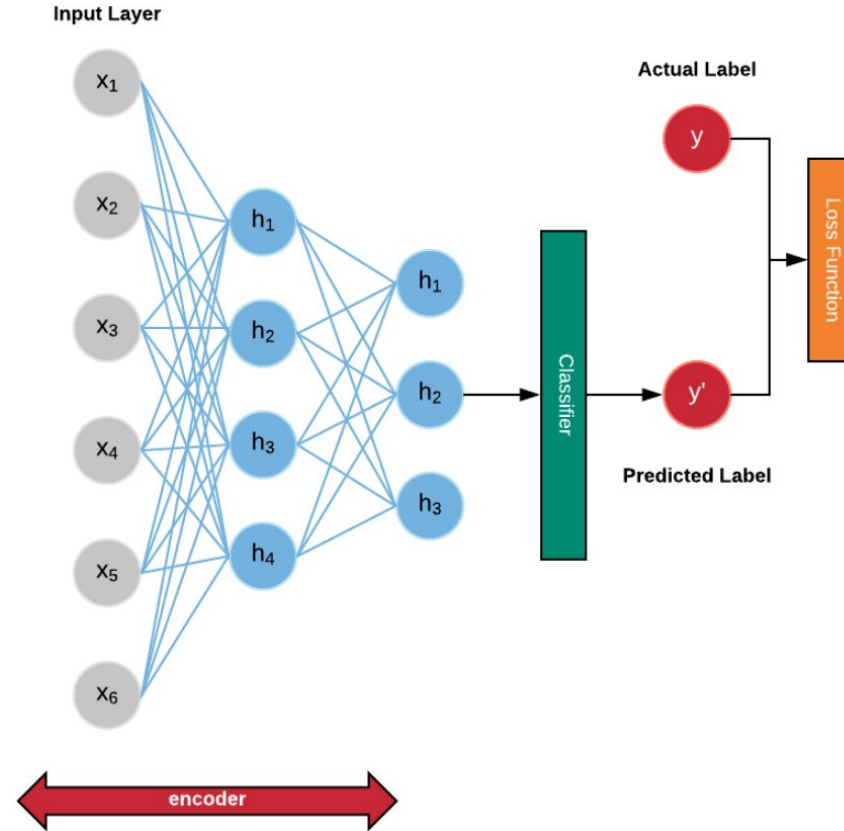 Input Layer
x₁
x₂
x₃
x₄
x₅
x₆
h₁
h₂
h₃
h₄
h₁
h₂
h₃
Classifier
Actual Label
y
y'
Predicted Label
Loss Function
encoder